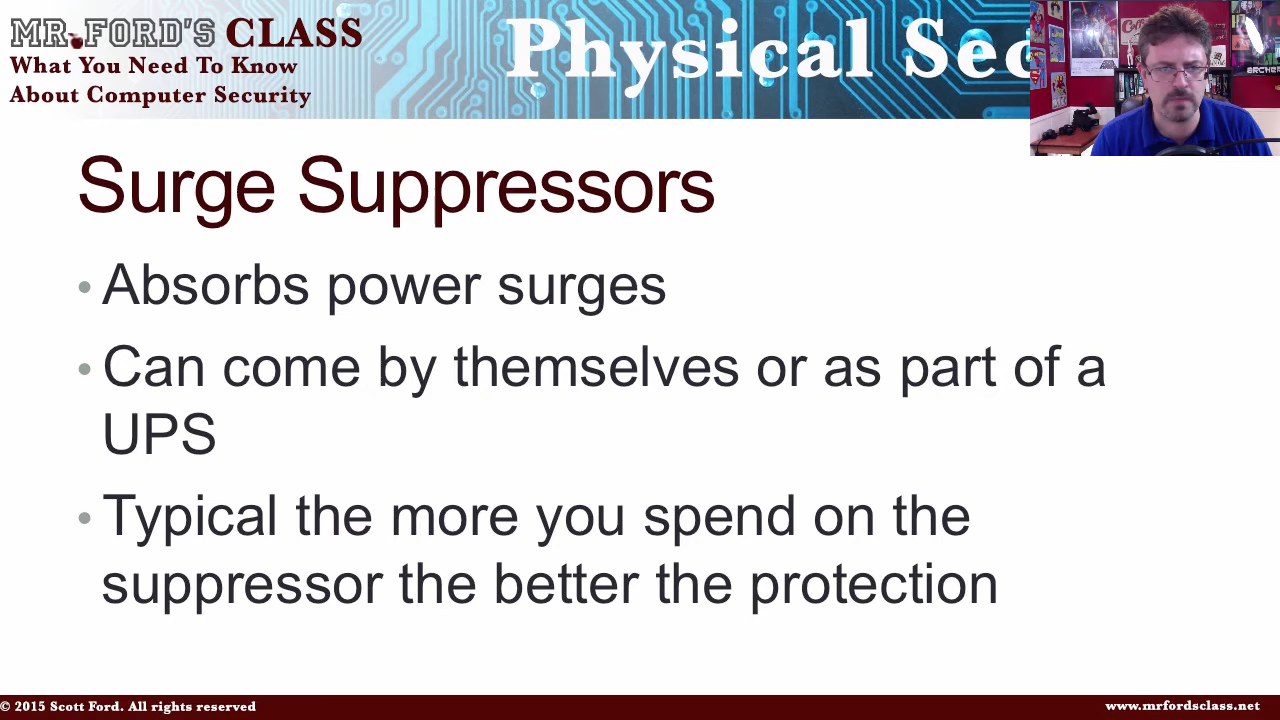 MR. FORD'S CLASS
What You Need To Know
About Computer Security
Physical Sec
Surge Suppressors
• Absorbs power surges
• Can come by themselves or as part of a
UPS
• Typical the more you spend on the
suppressor the better the protection
© 2015 Scott Ford. All rights reserved
www.mrfordsclass.net